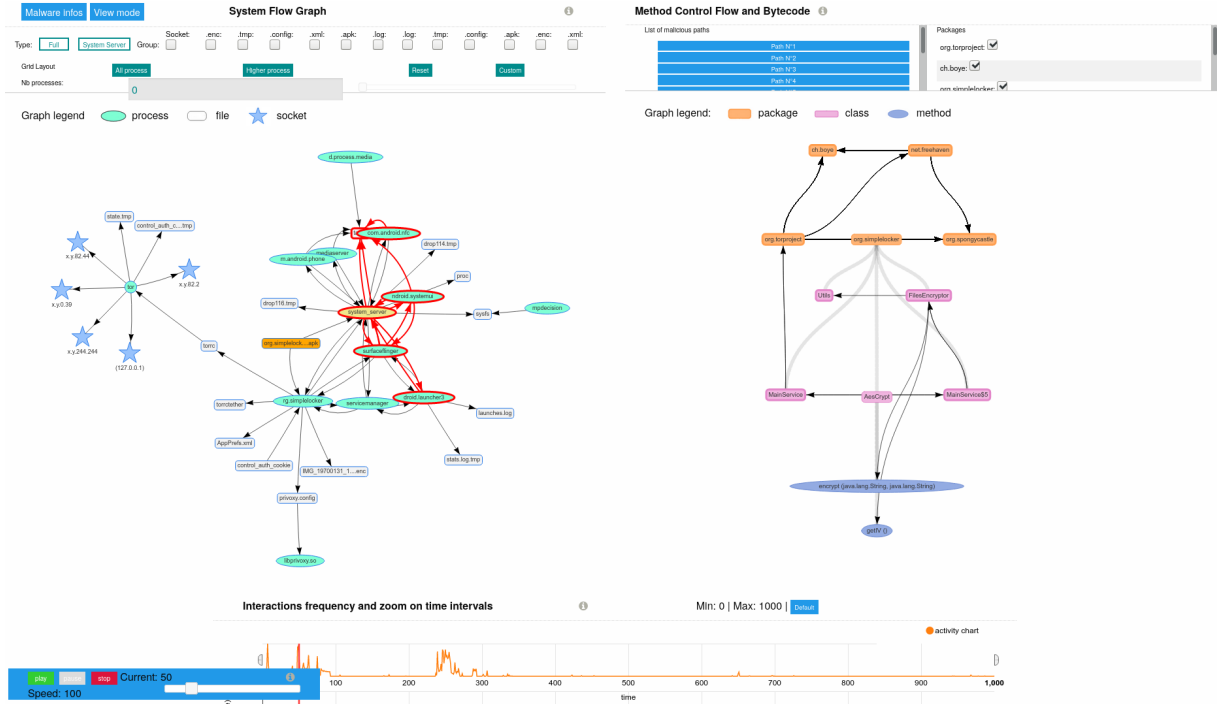 Malware infos
View mode
System Flow Graph
Socket: .enc: .tmp: .config: .xml: .apk: .log: .log: .tmp: .config: .apk: .enc: .xml:
Type: Full System Server Group:
Grid Layout
All process Higher process Reset Custom
Nb processes: 0
Graph legend process file socket
d.process.media
state.tmp
control_auth_c...tmp
com.android.nfc
x.y.82.44
mediaserver
drop114.tmp
m.android.phone
x.y.82.2
proc
tor
x.y.0.39
ndroid.systemui
drop116.tmp
system_server
sysfs
mpdecision
x.y.244.244
torrc
org.simplelock....apk
surfaceflinger
(127.0.0.1)
rg.simplelocker
servicemanager
droid.launcher3
torrctether
launches.log
AppPrefs.xml
stats.log.tmp
control_auth_cookie
IMG_19700131_1....enc
privoxy.config
libprivoxy.so
Method Control Flow and Bytecode
List of malicious paths
Path N°1
Path N°2
Path N°3
Path N°4
Packages
org.torproject:
ch.boye:
org.simplelocker:
Graph legend: package class method
ch.boye
net.freehaven
org.torproject
org.simplelocker
org.spongycastle
Utils
FilesEncryptor
MainService
AesCrypt
MainService$5
encrypt (java.lang.String, java.lang.String)
getIV ()
Interactions frequency and zoom on time intervals
Min: 0 | Max: 1000 | Default
activity chart
play pause stop Current: 50
Speed: 100
100 200 300 400 500 600 700 800 900 1,000
time